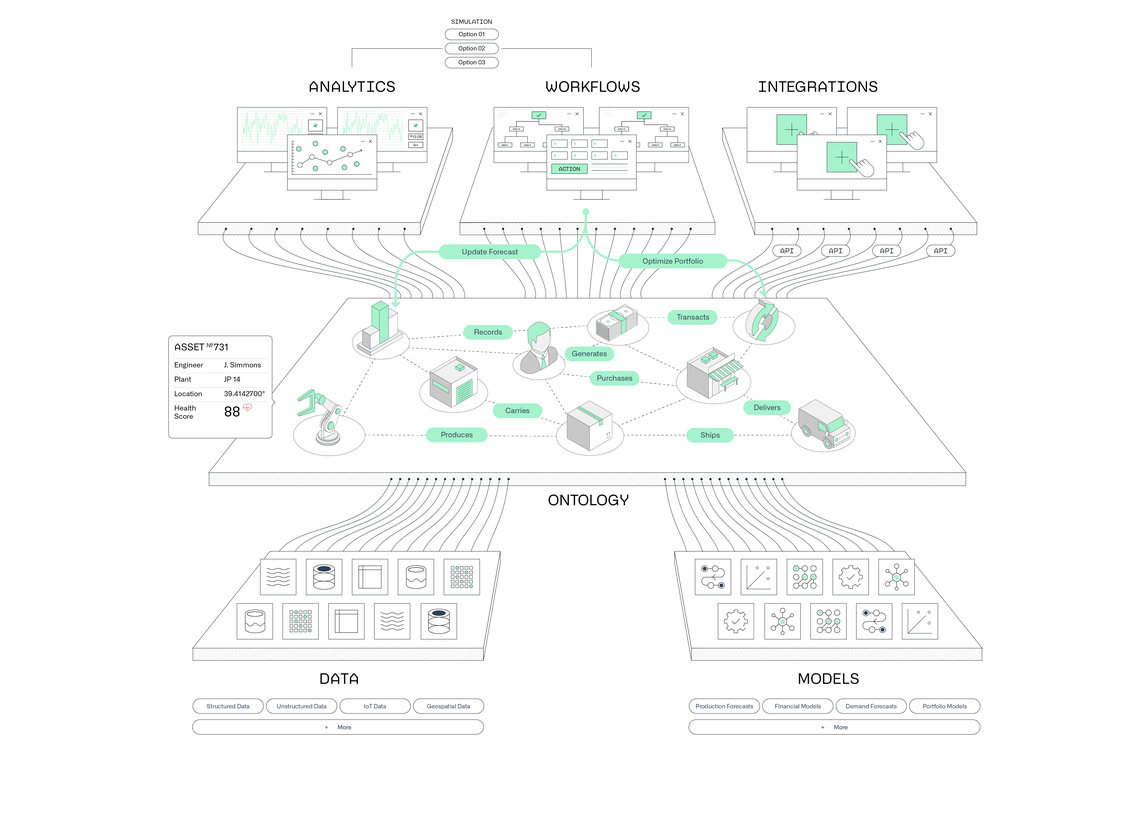 SIMULATION
Option 01
Option 02
Option 03
ANALYTICS
WORKFLOWS
INTEGRATIONS
ACTION
API
API
API
API
Update Forecast
Optimize Portfolio
Records
Transacts
Generates
Purchases
Carries
Delivers
Produces
Ships
ASSET Nº731
Engineer J. Simmons
Plant JP 14
Location 39.4142700°
Health
Score 88
ONTOLOGY
DATA
Structured Data
Unstructured Data
IoT Data
Geospatial Data
+ More
MODELS
Production Forecasts
Financial Models
Demand Forecasts
Portfolio Models
+ More